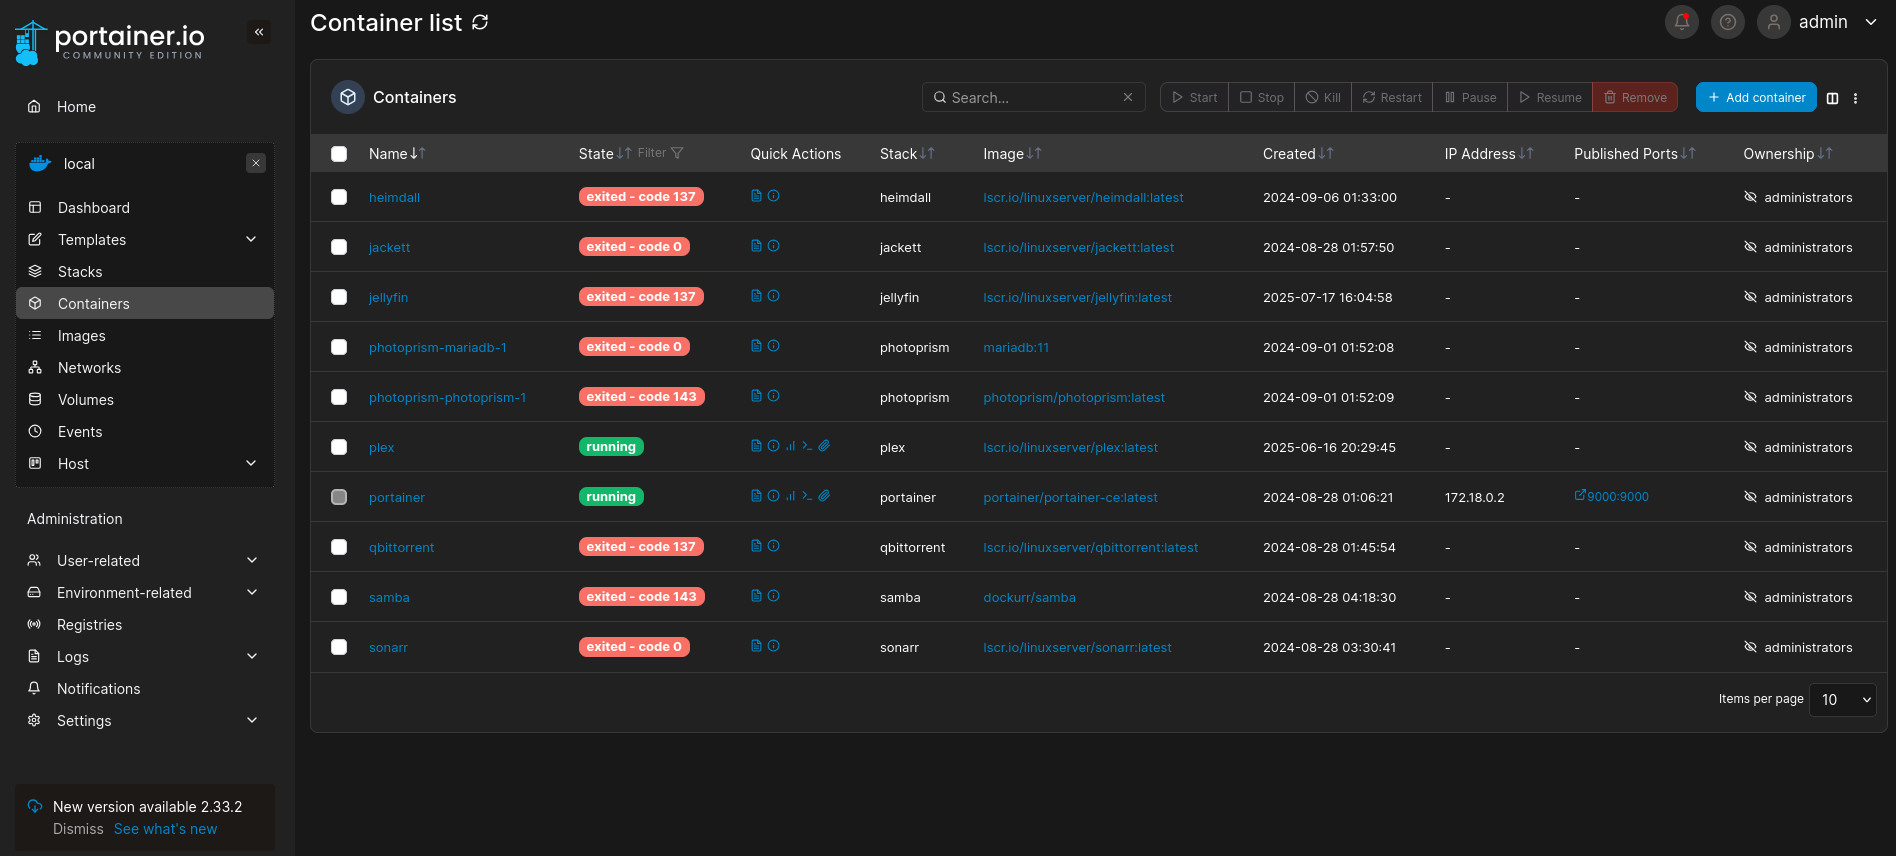 portainer.io
COMMUNITY EDITION
Home
local
Dashboard
Templates
Stacks
Containers
Images
Networks
Volumes
Events
Host
Administration
User-related
Environment-related
Registries
Logs
Notifications
Settings
New version available 2.33.2
Dismiss See what's new
Container list
admin
Containers
Search... Start Stop Kill Restart Pause Resume Remove Add container
Name State Filter Quick Actions Stack Image Created IP Address Published Ports Ownership
heimdall exited - code 137 heimdall lscr.io/linuxserver/heimdall:latest 2024-09-06 01:33:00 - - administrators
jackett exited - code 0 jackett lscr.io/linuxserver/jackett:latest 2024-08-28 01:57:50 - - administrators
jellyfin exited - code 137 jellyfin lscr.io/linuxserver/jellyfin:latest 2025-07-17 16:04:58 - - administrators
photoprism-mariadb-1 exited - code 0 photoprism mariadb:11 2024-09-01 01:52:08 - - administrators
photoprism-photoprism-1 exited - code 143 photoprism photoprism/photoprism:latest 2024-09-01 01:52:09 - - administrators
plex running plex lscr.io/linuxserver/plex:latest 2025-06-16 20:29:45 - - administrators
portainer running portainer portainer/portainer-ce:latest 2024-08-28 01:06:21 172.18.0.2 9000:9000 administrators
qbittorrent exited - code 137 qbittorrent lscr.io/linuxserver/qbittorrent:latest 2024-08-28 01:45:54 - - administrators
samba exited - code 143 samba dockurr/samba 2024-08-28 04:18:30 - - administrators
sonarr exited - code 0 sonarr lscr.io/linuxserver/sonarr:latest 2024-08-28 03:30:41 - - administrators
Items per page 10